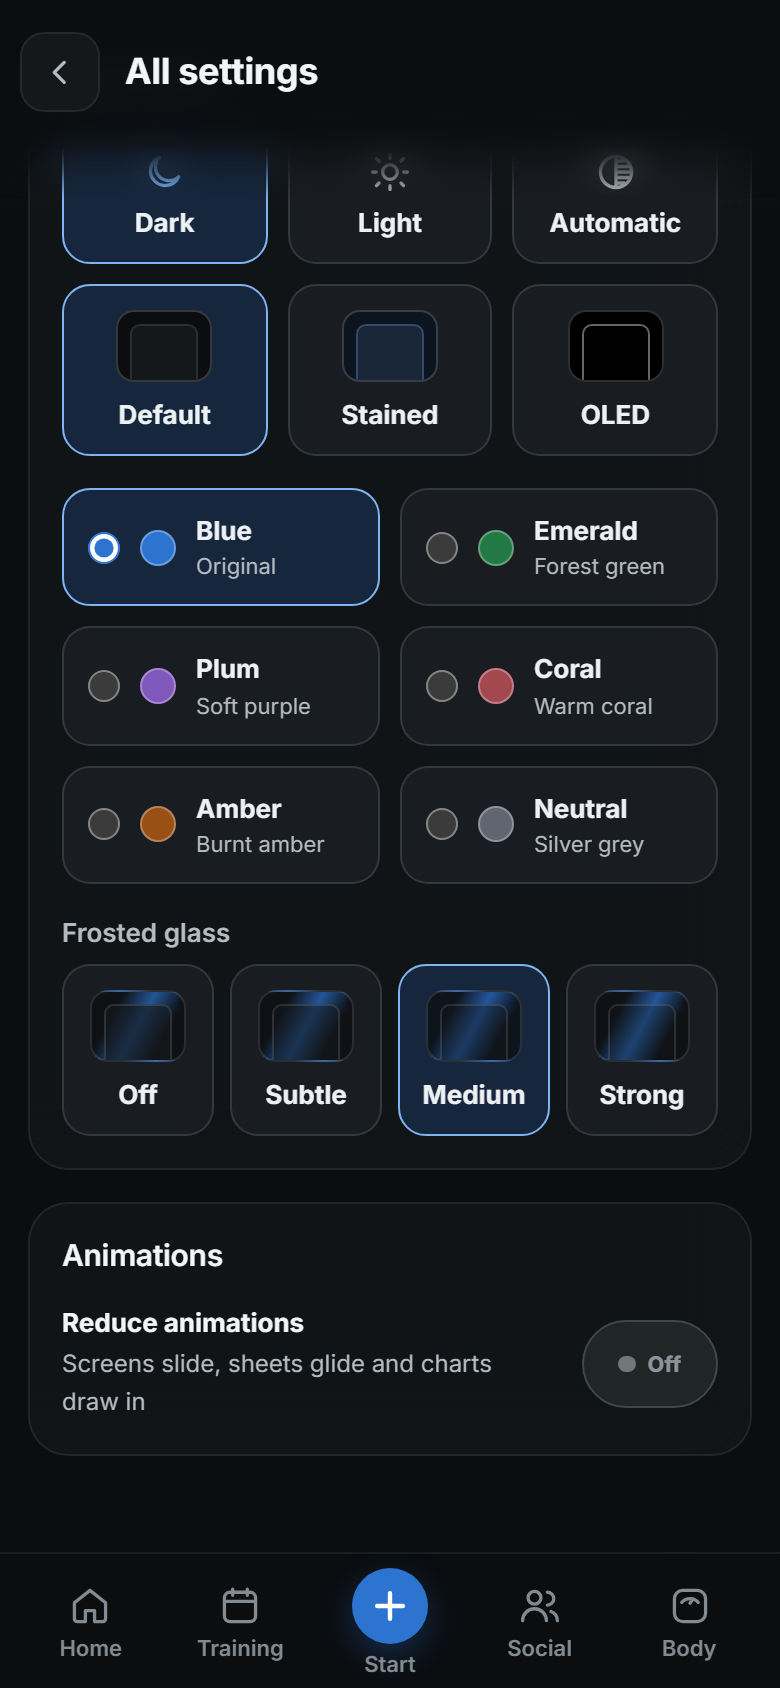 All settings
Dark
Light
Automatic
Default
Stained
OLED
Blue
Original
Emerald
Forest green
Plum
Soft purple
Coral
Warm coral
Amber
Burnt amber
Neutral
Silver grey
Frosted glass
Off
Subtle
Medium
Strong
Animations
Reduce animations
Screens slide, sheets glide and charts
draw in
Off
Home
Training
Start
Social
Body